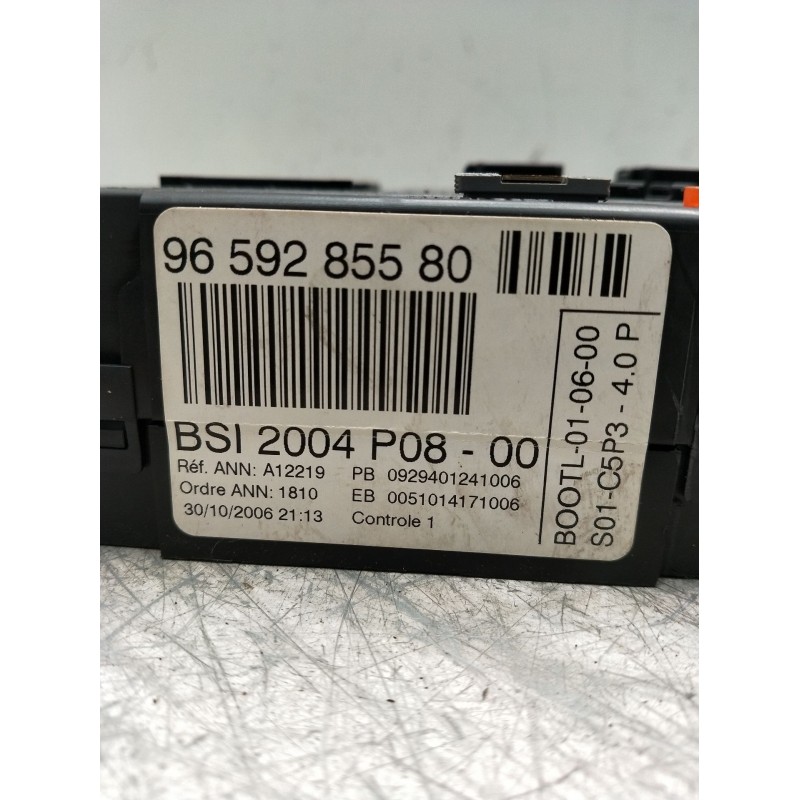 96 592 855 80
BSI 2004 P08 - 00
Réf. ANN: A12219 PB 0929401241006
Ordre ANN: 1810 EB 0051014171006
30/10/2006 21:13 Controle 1
BOOTL-01-06-00
S01-C5P3 - 4.0 P